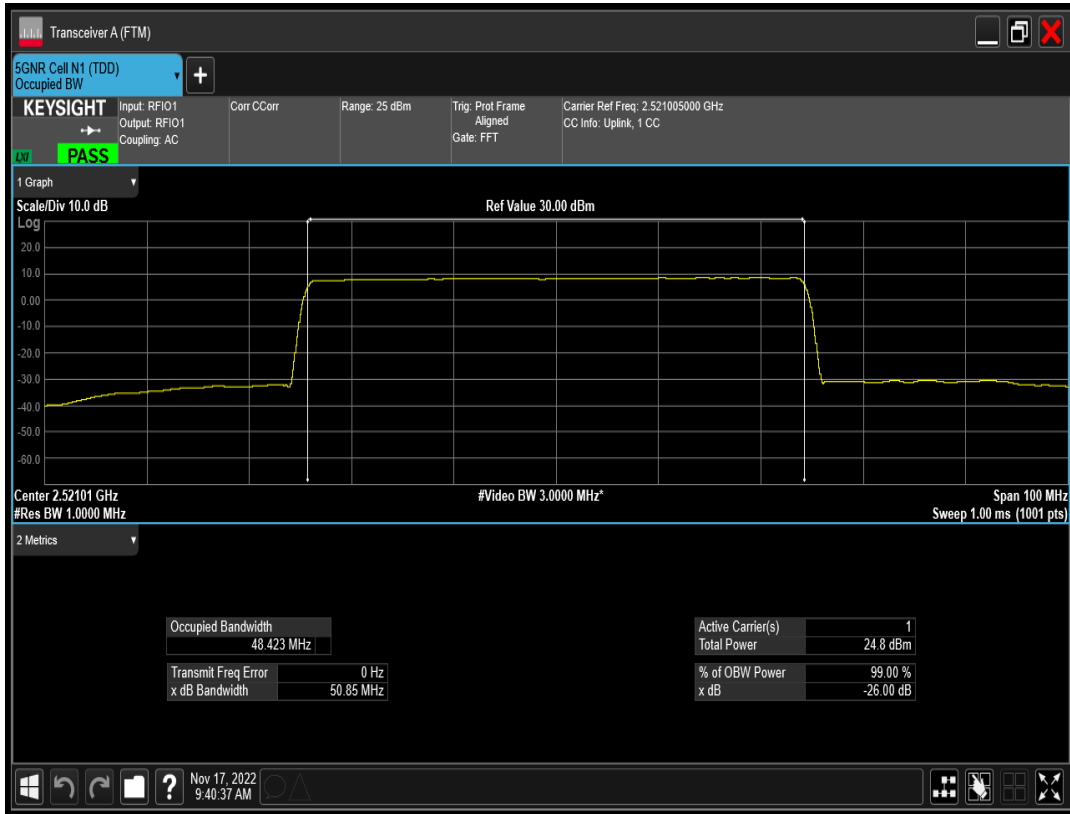 Transceiver A (FTM)
5GNR Cell N1 (TDD)
Occupied BW
+
KEYSIGHT
LXI
PASS
Input: RFIO1
Output: RFIO1
Coupling: AC
Corr CCorr
Range: 25 dBm
Trig: Prot Frame
Aligned
Gate: FFT
Carrier Ref Freq: 2.521005000 GHz
CC Info: Uplink, 1 CC
1 Graph
Scale/Div 10.0 dB
Ref Value 30.00 dBm
Log
20.0
10.0
0.00
-10.0
-20.0
-30.0
-40.0
-50.0
-60.0
Center 2.52101 GHz
#Video BW 3.0000 MHz*
Span 100 MHz
#Res BW 1.0000 MHz
Sweep 1.00 ms (1001 pts)
2 Metrics
Occupied Bandwidth
48.423 MHz
Transmit Freq Error 0 Hz
x dB Bandwidth 50.85 MHz
Active Carrier(s) 1
Total Power 24.8 dBm
% of OBW Power 99.00 %
x dB -26.00 dB
?
Nov 17, 2022
9:40:37 AM